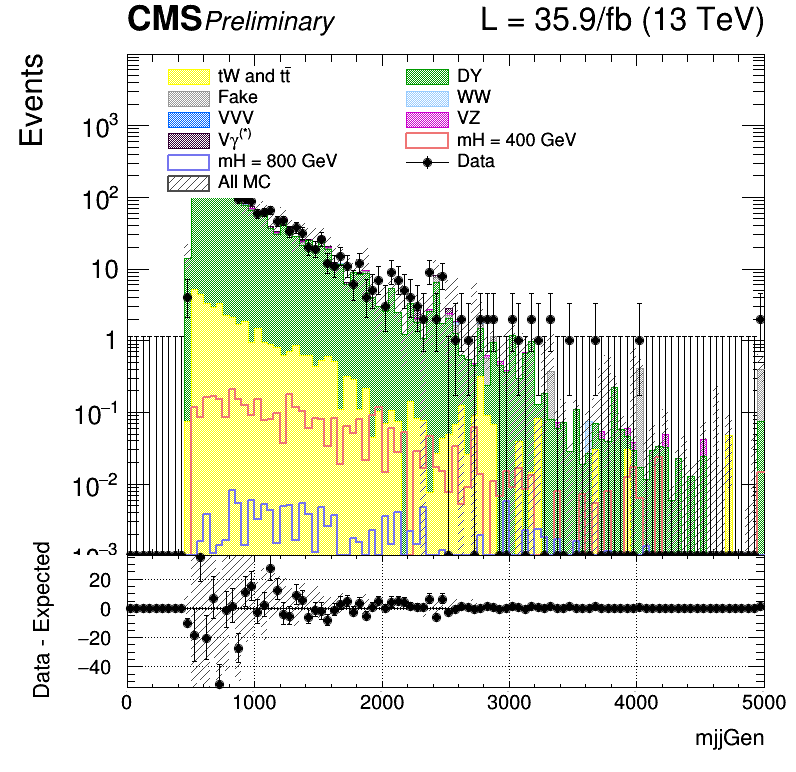 CMS Preliminary L = 35.9/fb (13 TeV)
Events
tW and tt̄ DY
Fake WW
VVV VZ
Vγ(*) mH = 400 GeV
mH = 800 GeV Data
All MC
10³
10²
10
1
10⁻¹
10⁻²
10⁻³
Data - Expected
20
0
−20
−40
0 1000 2000 3000 4000 5000
mjjGen